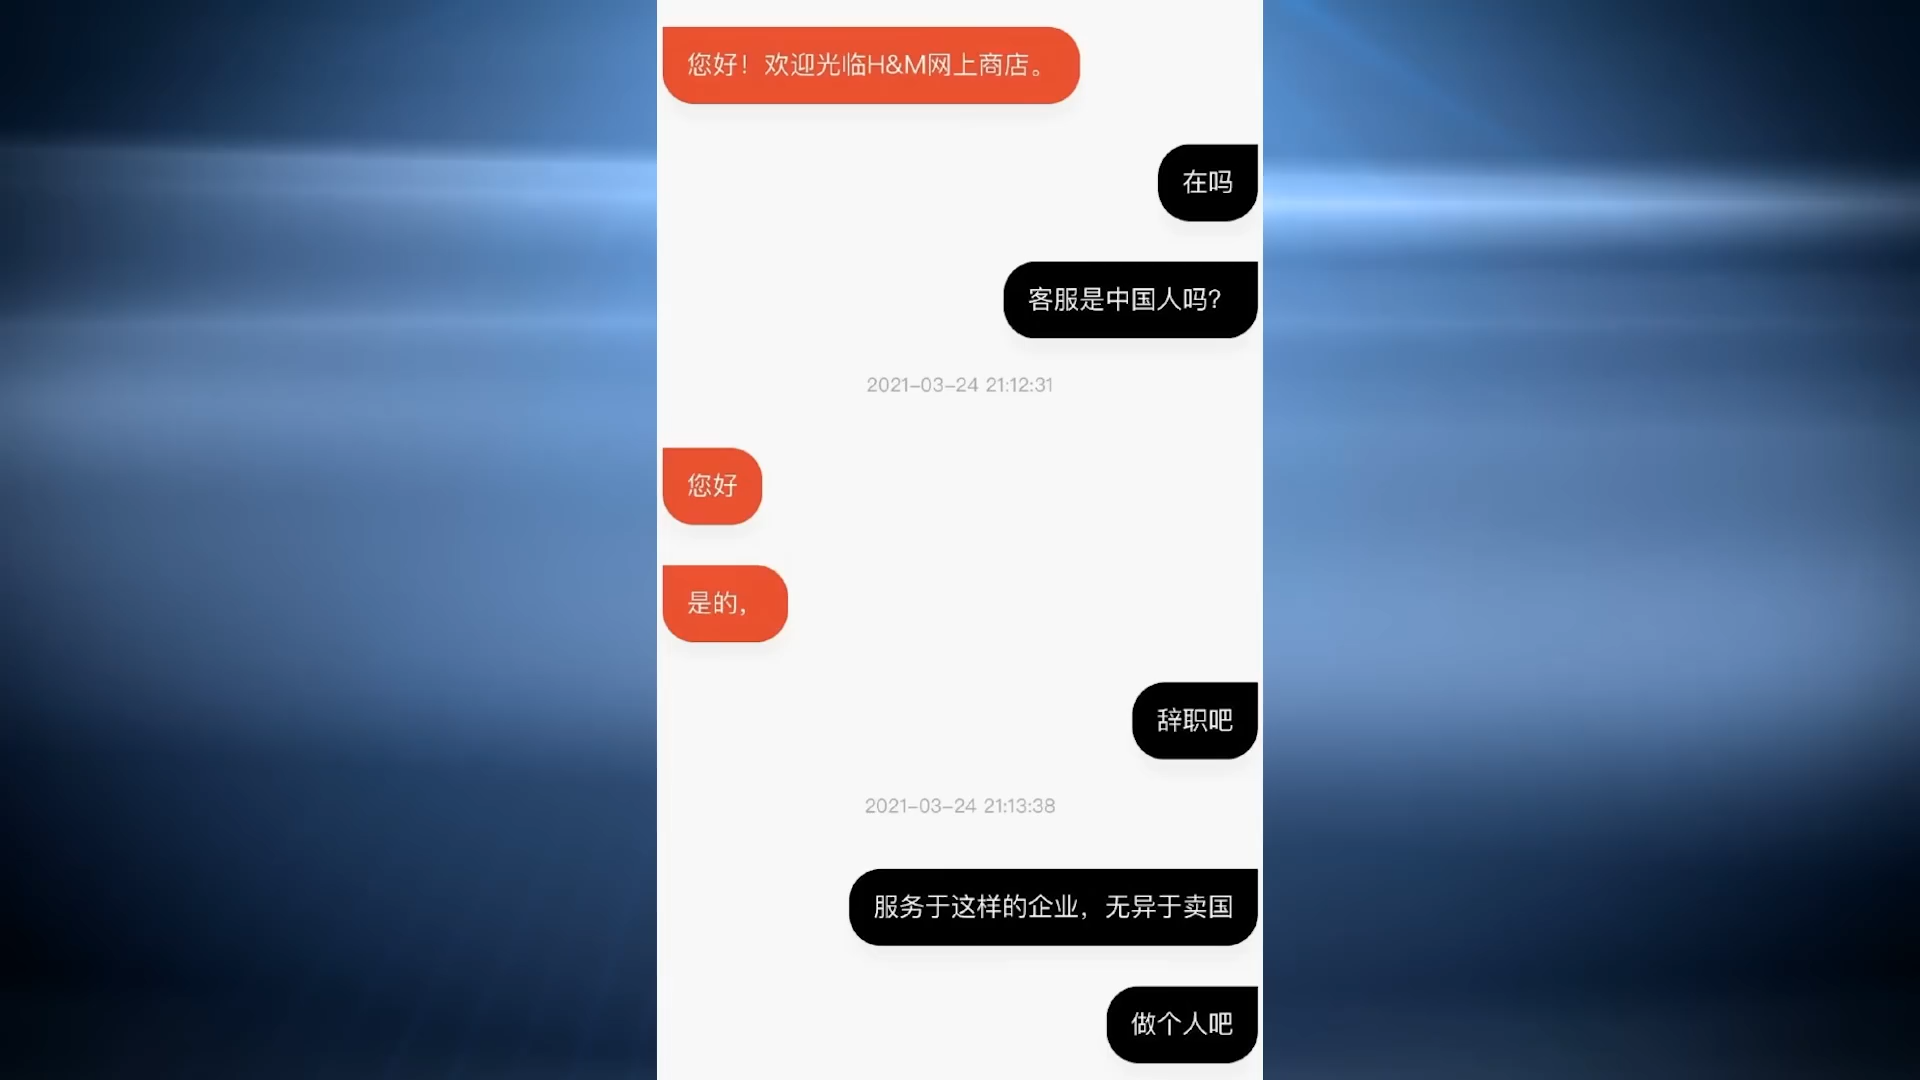 您好！欢迎光临H&M网上商店。
在吗
客服是中国人吗？
2021-03-24 21:12:31
您好
是的，
辞职吧
2021-03-24 21:13:38
服务于这样的企业，无异于卖国
做个人吧